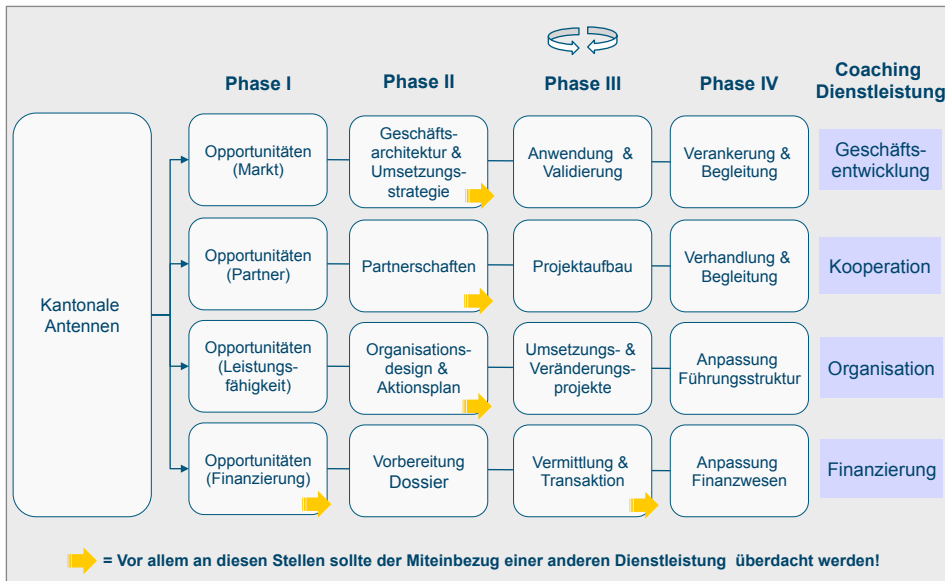 Phase I
Phase II
Phase III
Phase IV
Coaching
Dienstleistung
Kantonale
Antennen
Opportunitäten
(Markt)
Geschäfts-
architektur &
Umsetzungs-
strategie
Anwendung &
Validierung
Verankerung &
Begleitung
Geschäfts-
entwicklung
Opportunitäten
(Partner)
Partnerschaften
Projektaufbau
Verhandlung &
Begleitung
Kooperation
Opportunitäten
(Leistungs-
fähigkeit)
Organisations-
design &
Aktionsplan
Umsetzungs- &
Veränderungs-
projekte
Anpassung
Führungsstruktur
Organisation
Opportunitäten
(Finanzierung)
Vorbereitung
Dossier
Vermittlung &
Transaktion
Anpassung
Finanzwesen
Finanzierung
= Vor allem an diesen Stellen sollte der Miteinbezug einer anderen Dienstleistung überdacht werden!